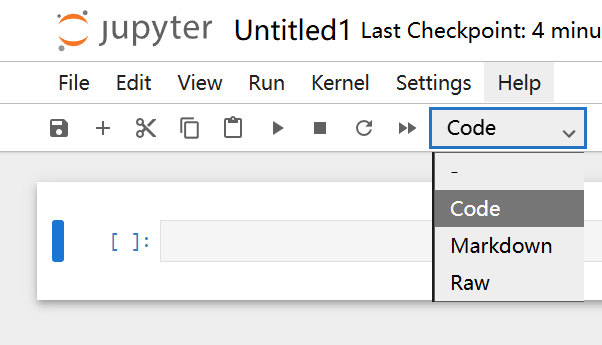 jupyter Untitled1 Last Checkpoint: 4 minu
File Edit View Run Kernel Settings Help
Code
-
Code
[ ]:
Markdown
Raw